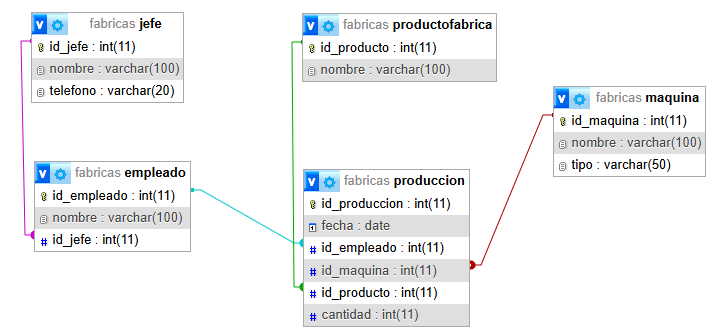 fabricas jefe
id_jefe : int(11)
nombre : varchar(100)
telefono : varchar(20)
fabricas productofabrica
id_producto : int(11)
nombre : varchar(100)
fabricas maquina
id_maquina : int(11)
nombre : varchar(100)
tipo : varchar(50)
fabricas empleado
id_empleado : int(11)
nombre : varchar(100)
# id_jefe : int(11)
fabricas produccion
id_produccion : int(11)
fecha : date
# id_empleado : int(11)
# id_maquina : int(11)
# id_producto : int(11)
# cantidad : int(11)